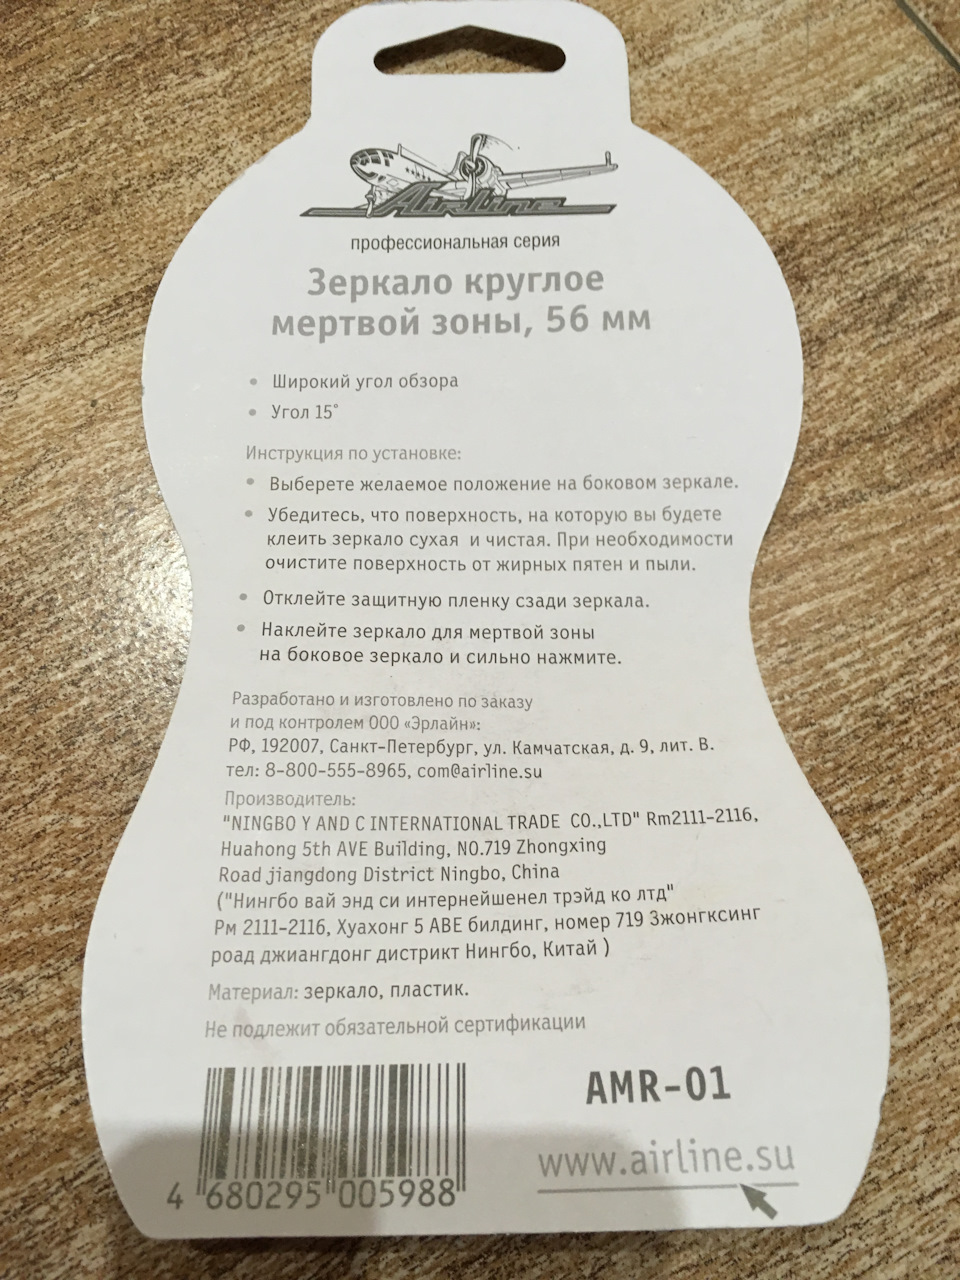 Airline
профессиональная серия
Зеркало круглое
мертвой зоны, 56 мм
• Широкий угол обзора
• Угол 15°
Инструкция по установке:
• Выберете желаемое положение на боковом зеркале.
• Убедитесь, что поверхность, на которую вы будете
клеить зеркало сухая и чистая. При необходимости
очистите поверхность от жирных пятен и пыли.
• Отклейте защитную пленку сзади зеркала.
• Наклейте зеркало для мертвой зоны
на боковое зеркало и сильно нажмите.
Разработано и изготовлено по заказу
и под контролем ООО «Эрлайн»:
РФ, 192007, Санкт-Петербург, ул. Камчатская, д. 9, лит. В.
тел: 8-800-555-8965, com@airline.su
Производитель:
"NINGBO Y AND C INTERNATIONAL TRADE CO.,LTD" Rm2111-2116,
Huahong 5th AVE Building, NO.719 Zhongxing
Road jiangdong District Ningbo, China
("Нингбо вай энд си интернейшенел трэйд ко лтд"
Рм 2111-2116, Хуахонг 5 АВЕ билдинг, номер 719 Зжонгксинг
роад джиангдонг дистрикт Нингбо, Китай )
Материал: зеркало, пластик.
Не подлежит обязательной сертификации
AMR-01
www.airline.su
4 680295 005988